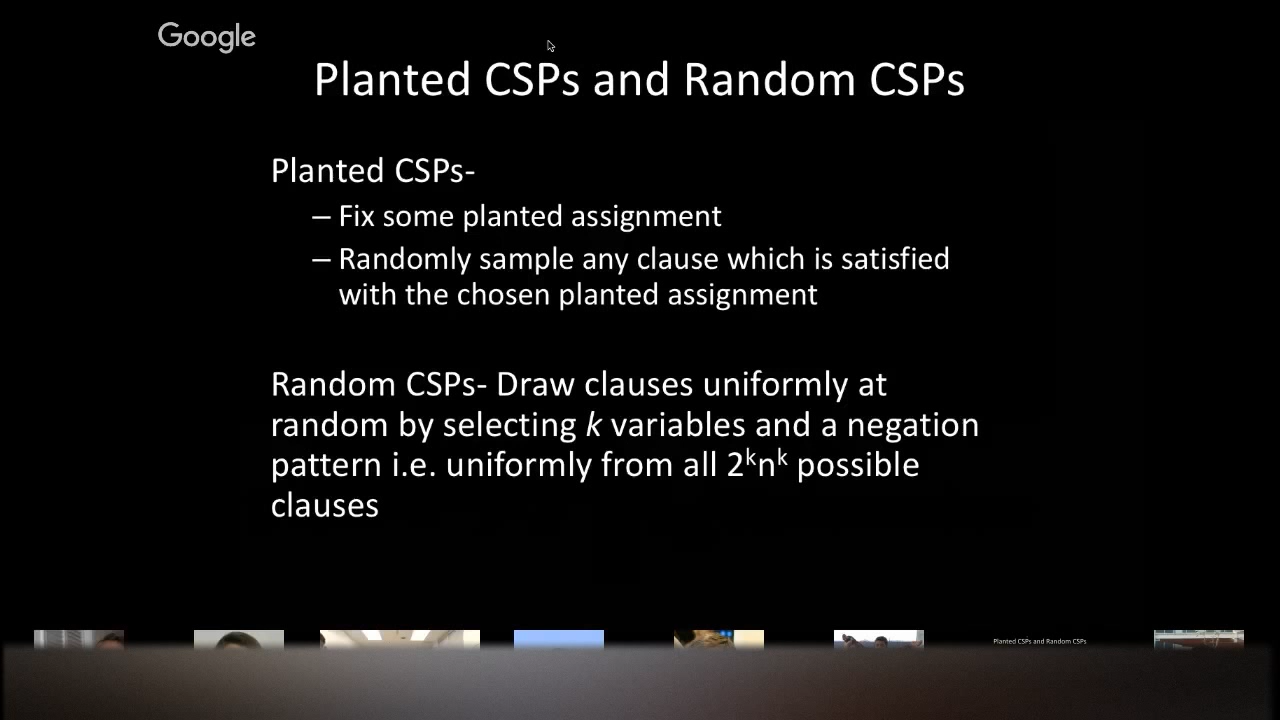 Google
Planted CSPs and Random CSPs
Planted CSPs-
– Fix some planted assignment
– Randomly sample any clause which is satisfied
with the chosen planted assignment
Random CSPs- Draw clauses uniformly at
random by selecting k variables and a negation
pattern i.e. uniformly from all 2ᵏnᵏ possible
clauses
Planted CSPs and Random CSPs